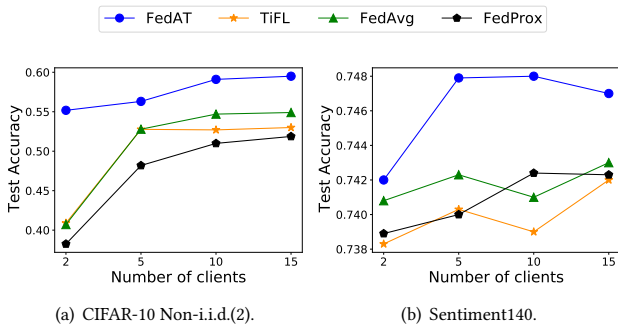 FedAT TiFL FedAvg FedProx
Test Accuracy
0.60
0.55
0.50
0.45
0.40
2 5 10 15
Number of clients
(a) CIFAR-10 Non-i.i.d.(2).
Test Accuracy
0.748
0.746
0.744
0.742
0.740
0.738
2 5 10 15
Number of clients
(b) Sentiment140.